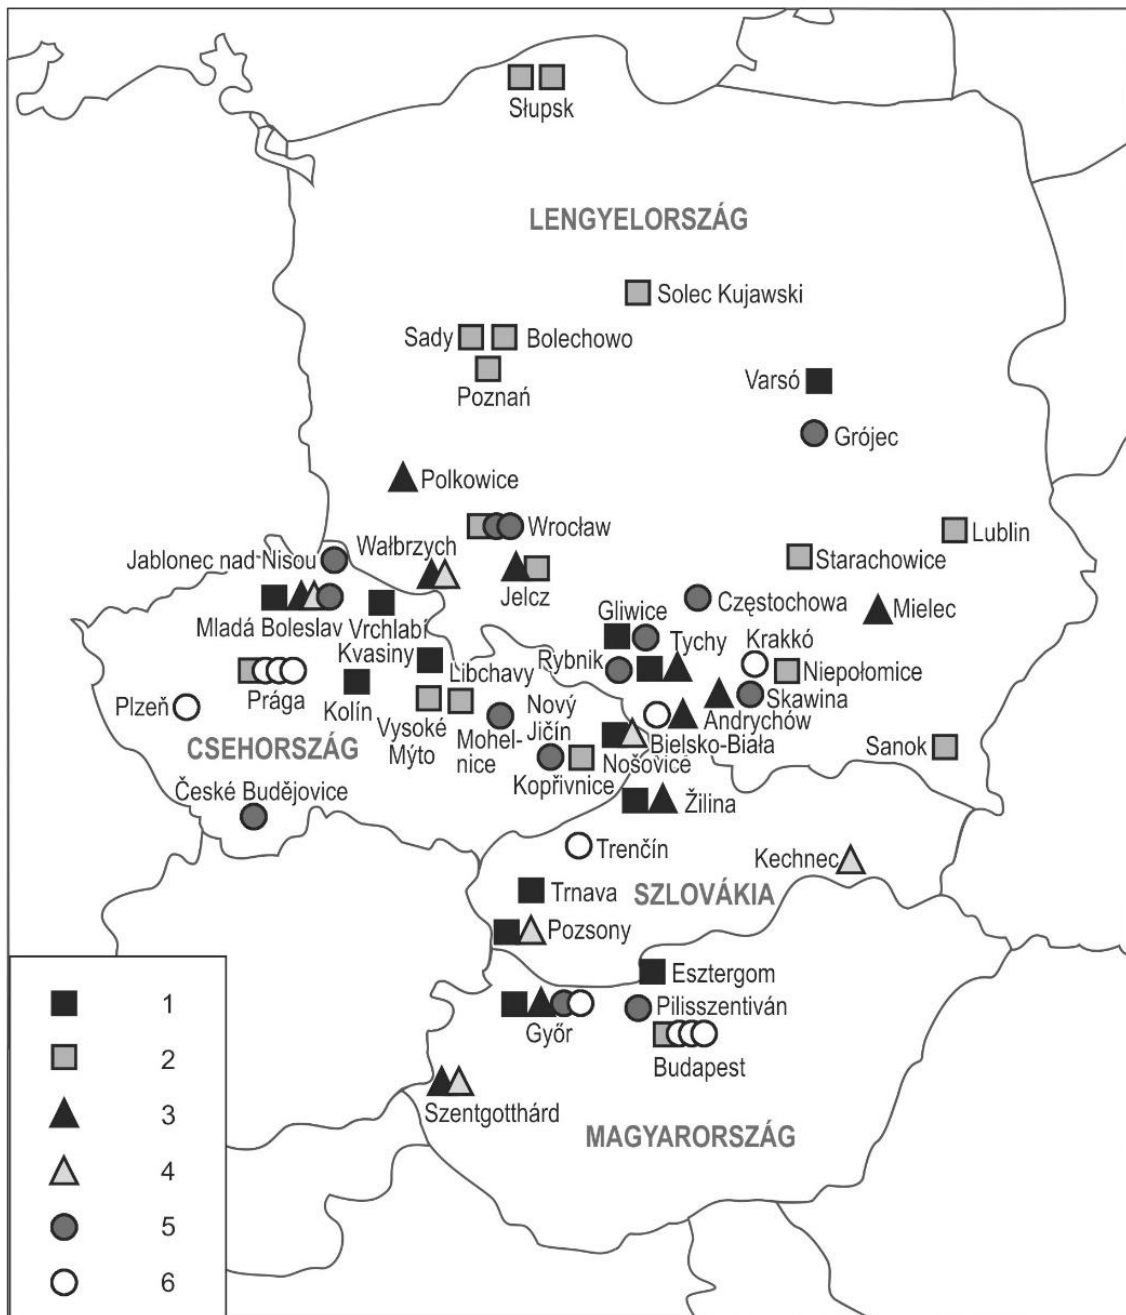 Słupsk
LENGYELORSZÁG
Solec Kujawski
Sady
Bolechowo
Poznań
Varsó
Grójec
Polkowice
Wrocław
Lublin
Wałbrzych
Starachowice
Jablonec nad Nisou
Jelcz
Częstochowa
Mielec
Mladá Boleslav
Vrchlabí
Gliwice
Tychy
Krakkó
Kvasiny
Libchavy
Rybnik
Niepołomice
Prága
Skawina
Plzeň
Kolín
Vysoké
Mýto
Nový
Jičín
Andrychów
Mohel-
nice
Bielsko-Biała
CSEHORSZÁG
Nošovice
Sanok
Kopřivnice
České Budějovice
Žilina
Trenčín
Kechnec
Trnava
SZLOVÁKIA
Pozsony
Esztergom
Pilisszentiván
Győr
Budapest
Szentgotthárd
MAGYARORSZÁG
1
2
3
4
5
6